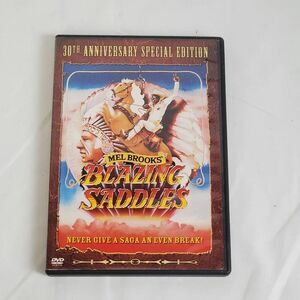 30TH ANNIVERSARY SPECIAL EDITION
MEL BROOKS'
BLAZING
SADDLES
NEVER GIVE A SAGA AN EVEN BREAK!
DVD